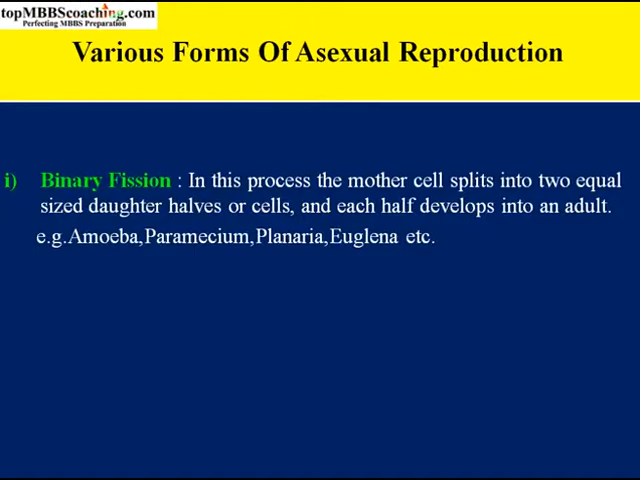 topMBBScoaching.com
Perfecting MBBS Preparation
Various Forms Of Asexual Reproduction
i) Binary Fission : In this process the mother cell splits into two equal
sized daughter halves or cells, and each half develops into an adult.
e.g.Amoeba,Paramecium,Planaria,Euglena etc.